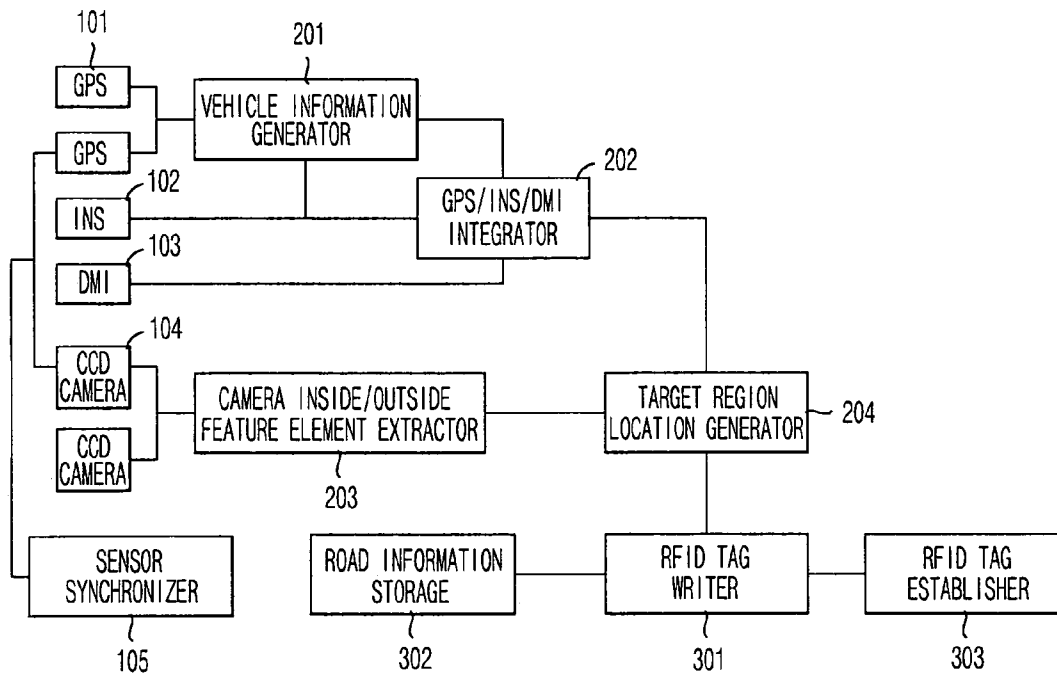 101
GPS
201
VEHICLE INFORMATION
GENERATOR
GPS
202
102
INS
GPS/INS/DMI
INTEGRATOR
103
DMI
104
CCD
CAMERA
CAMERA INSIDE/OUTSIDE
FEATURE ELEMENT EXTRACTOR
203
TARGET REGION
LOCATION GENERATOR
204
CCD
CAMERA
SENSOR
SYNCHRONIZER
105
ROAD INFORMATION
STORAGE
302
RFID TAG
WRITER
301
RFID TAG
ESTABLISHER
303